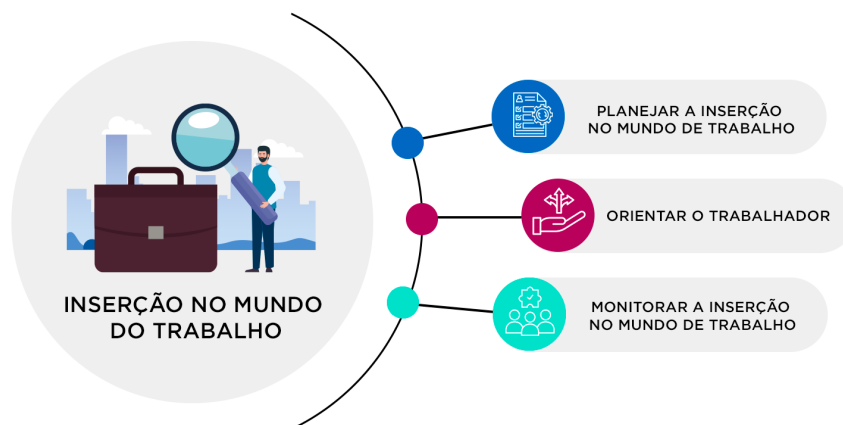 INSERÇÃO NO MUNDO
DO TRABALHO
PLANEJAR A INSERÇÃO
NO MUNDO DE TRABALHO
ORIENTAR O TRABALHADOR
MONITORAR A INSERÇÃO
NO MUNDO DE TRABALHO